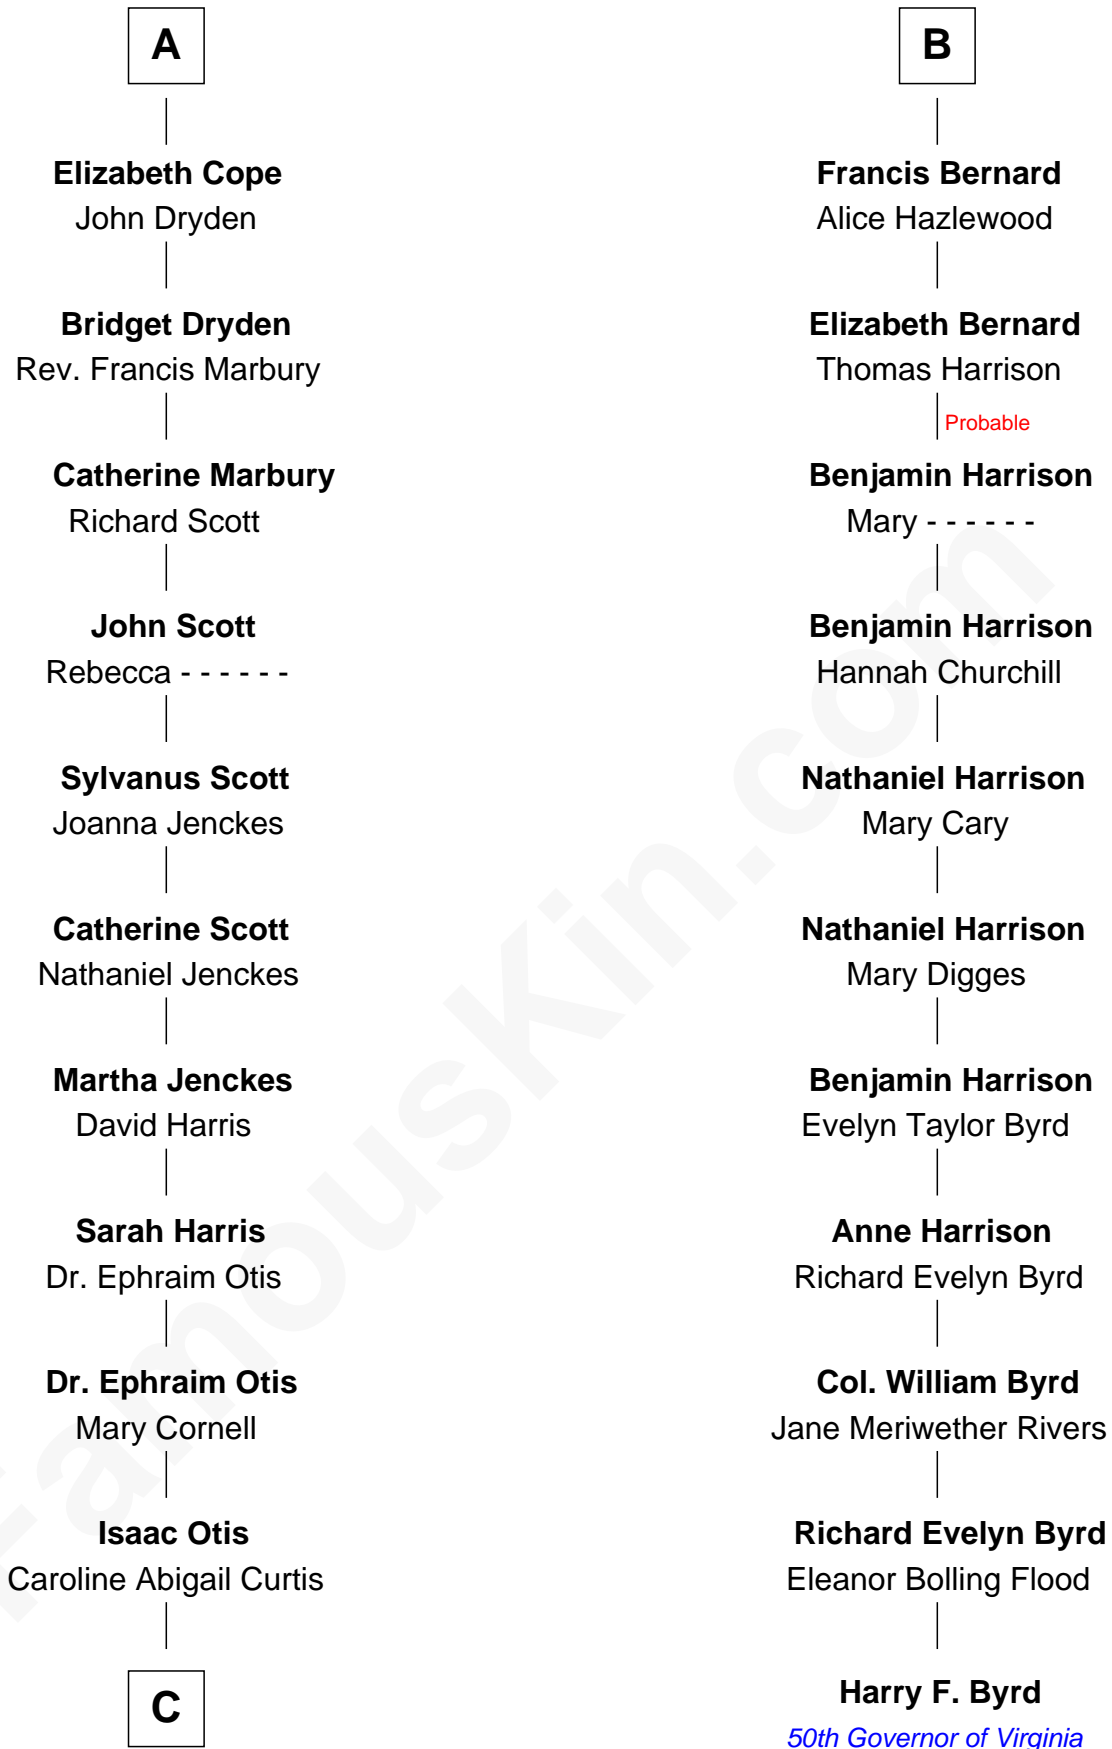 A
Elizabeth Cope
John Dryden
Bridget Dryden
Rev. Francis Marbury
Catherine Marbury
Richard Scott
John Scott
Rebecca - - - - - -
Sylvanus Scott
Joanna Jenckes
Catherine Scott
Nathaniel Jenckes
Martha Jenckes
David Harris
Sarah Harris
Dr. Ephraim Otis
Dr. Ephraim Otis
Mary Cornell
Isaac Otis
Caroline Abigail Curtis
C
B
Francis Bernard
Alice Hazlewood
Elizabeth Bernard
Thomas Harrison
Probable
Benjamin Harrison
Mary - - - - - -
Benjamin Harrison
Hannah Churchill
Nathaniel Harrison
Mary Cary
Nathaniel Harrison
Mary Digges
Benjamin Harrison
Evelyn Taylor Byrd
Anne Harrison
Richard Evelyn Byrd
Col. William Byrd
Jane Meriwether Rivers
Richard Evelyn Byrd
Eleanor Bolling Flood
Harry F. Byrd
50th Governor of Virginia
FamousKin.com